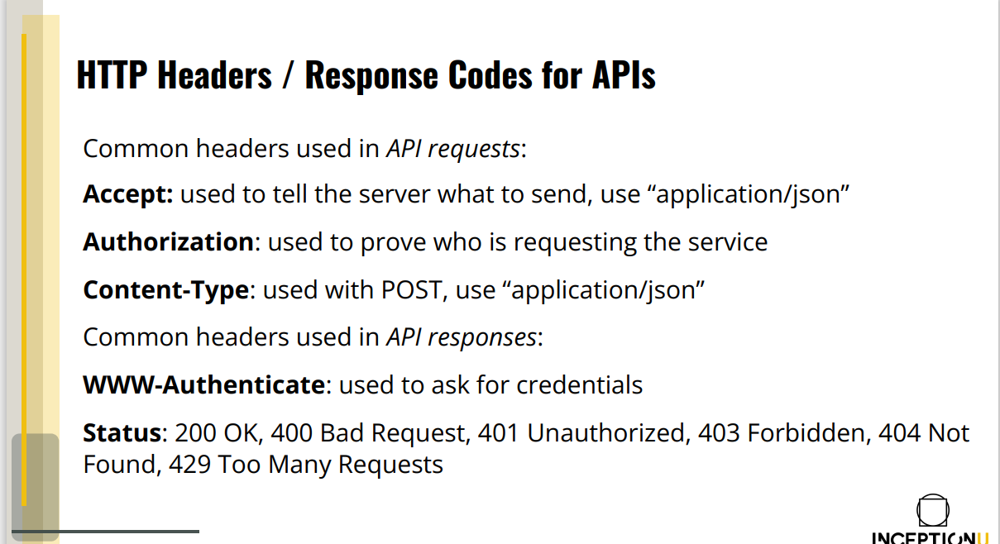 HTTP Headers / Response Codes for APIs
Common headers used in API requests:
Accept: used to tell the server what to send, use “application/json”
Authorization: used to prove who is requesting the service
Content-Type: used with POST, use “application/json”
Common headers used in API responses:
WWW-Authenticate: used to ask for credentials
Status: 200 OK, 400 Bad Request, 401 Unauthorized, 403 Forbidden, 404 Not
Found, 429 Too Many Requests
INCEPTIONU